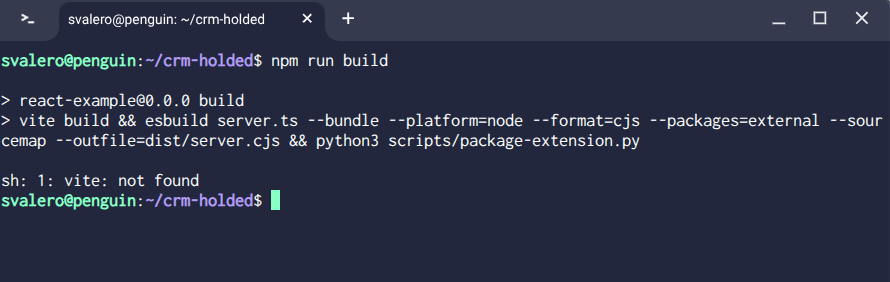 svalero@penguin: ~/crm-holded
svalero@penguin:~/crm-holded$ npm run build
> react-example@0.0.0 build
> vite build && esbuild server.ts --bundle --platform=node --format=cjs --packages=external --sour
cemap --outfile=dist/server.cjs && python3 scripts/package-extension.py
sh: 1: vite: not found
svalero@penguin:~/crm-holded$